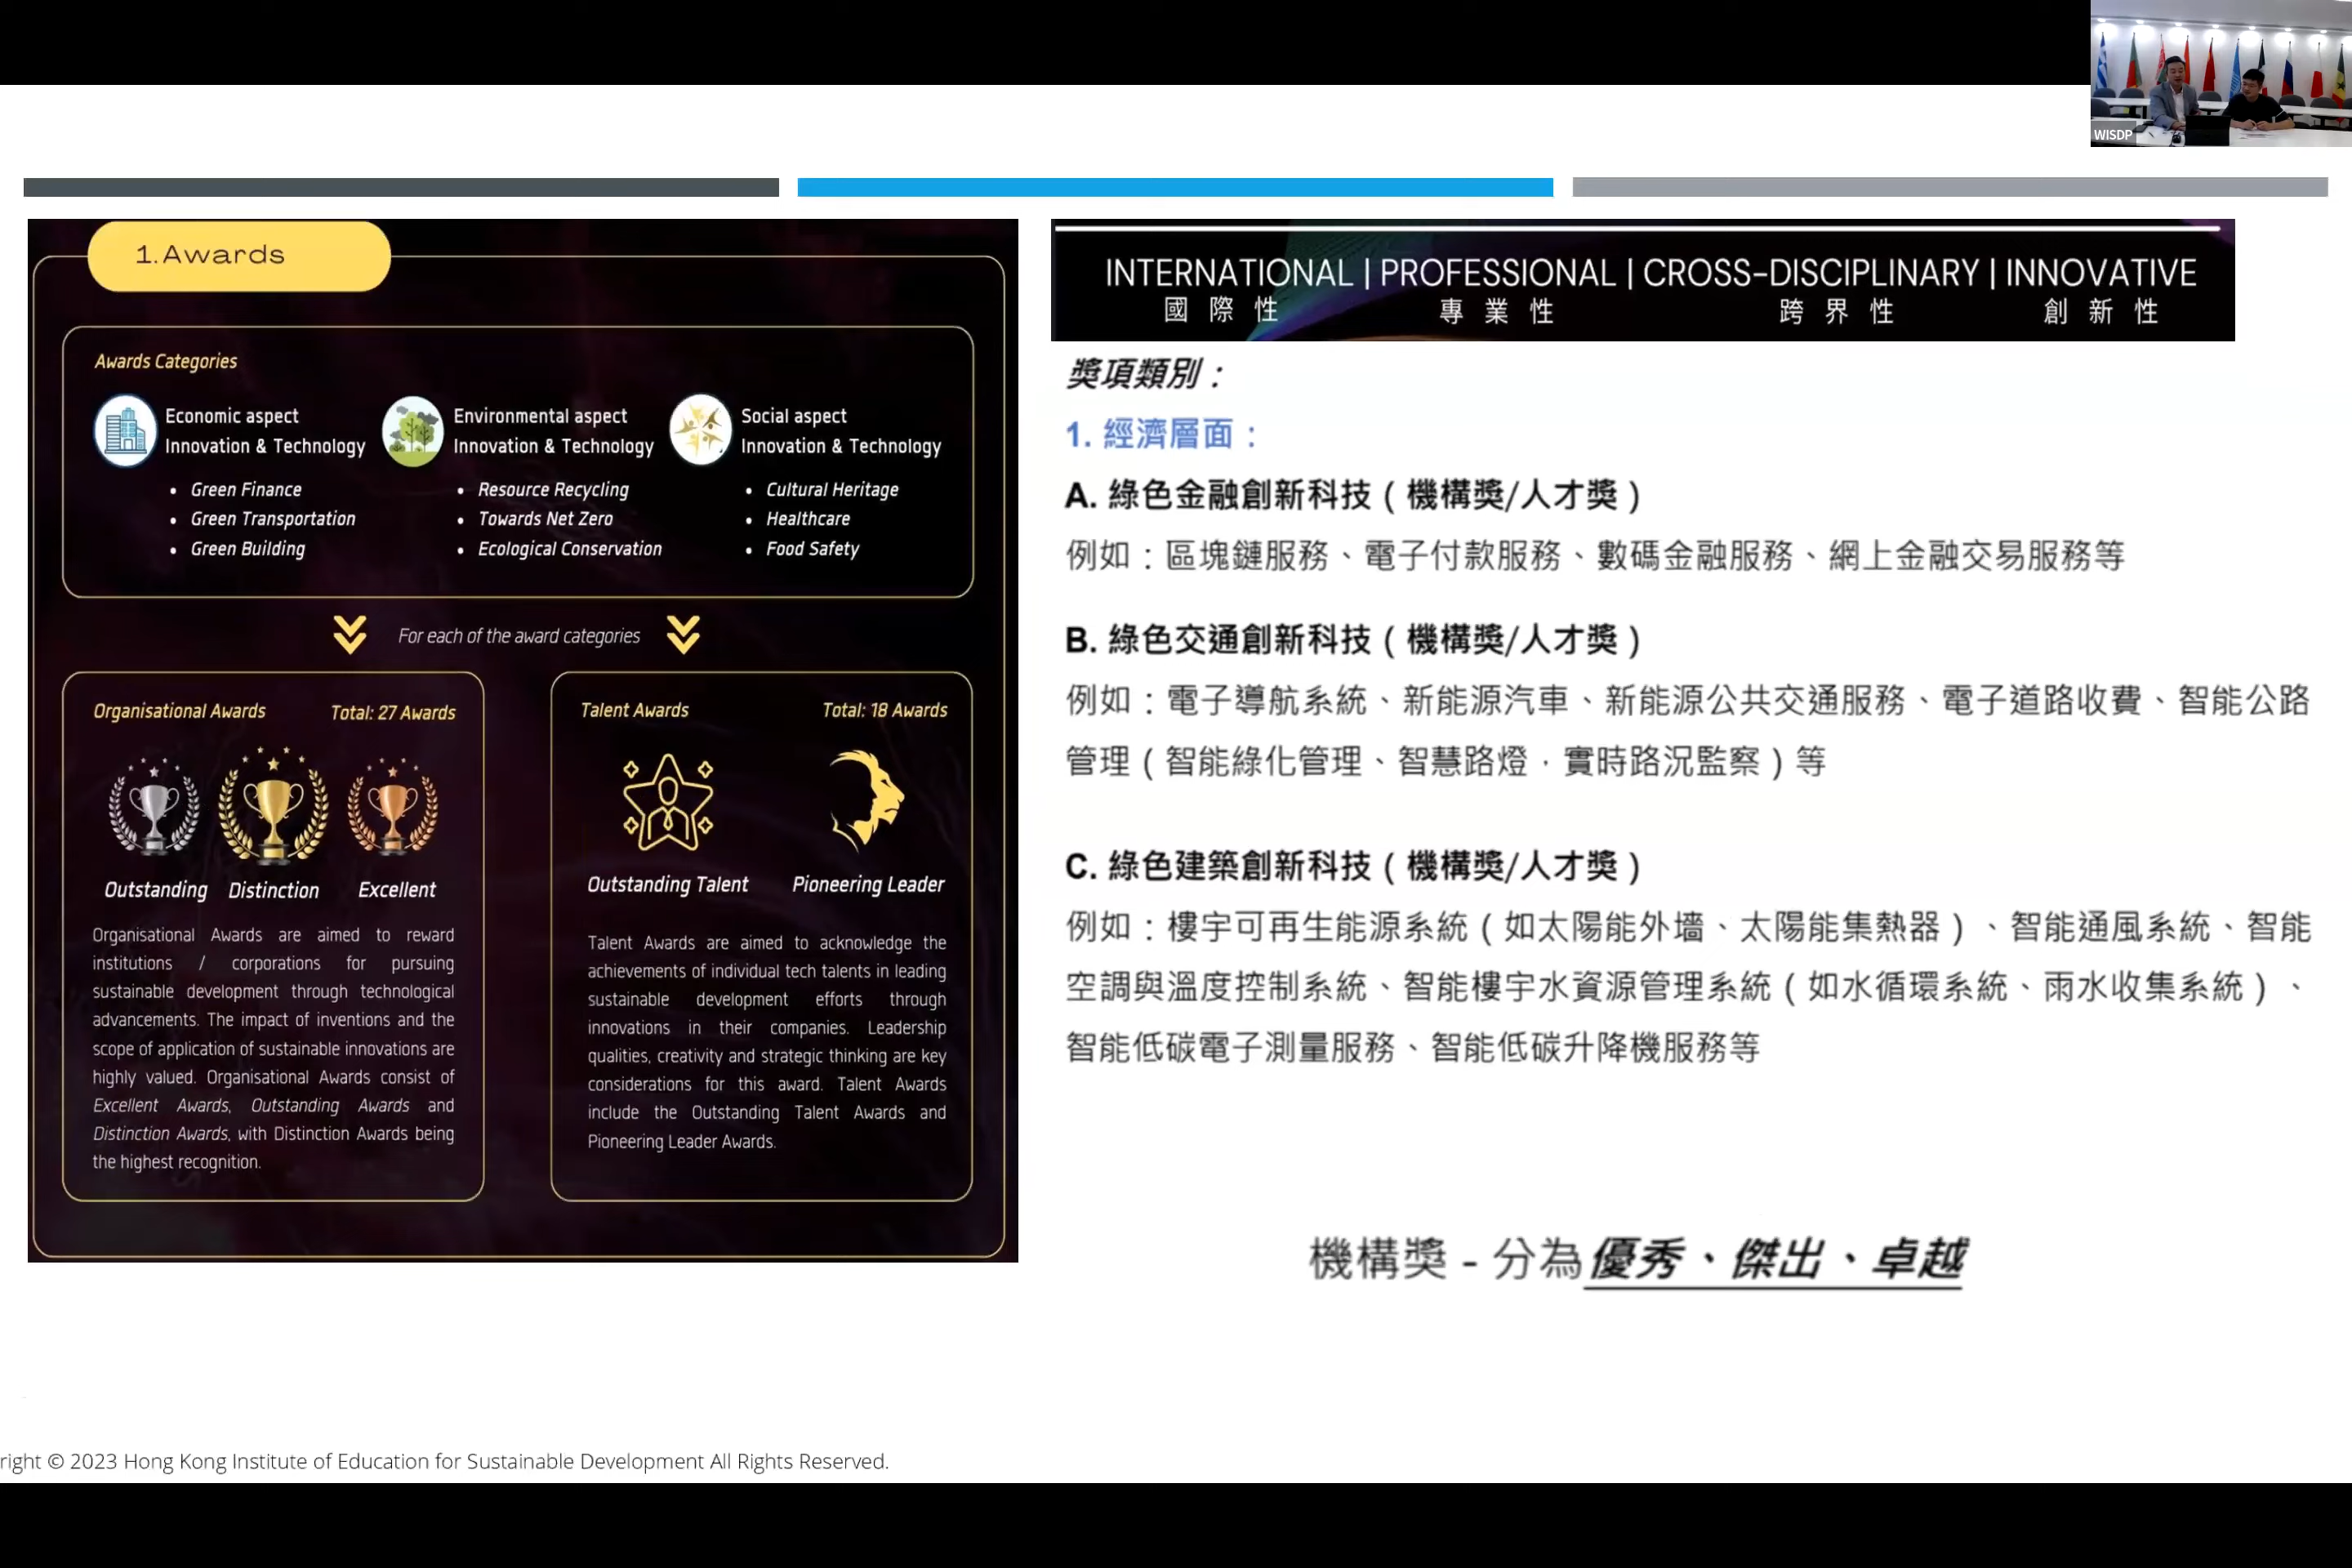 WISDP
1.Awards
Awards Categories
Economic aspect
Innovation & Technology
• Green Finance
• Green Transportation
• Green Building
Environmental aspect
Innovation & Technology
• Resource Recycling
• Towards Net Zero
• Ecological Conservation
Social aspect
Innovation & Technology
• Cultural Heritage
• Healthcare
• Food Safety
For each of the award categories
Organisational Awards Total: 27 Awards
Outstanding Distinction Excellent
Organisational Awards are aimed to reward
institutions / corporations for pursuing
sustainable development through technological
advancements. The impact of inventions and the
scope of application of sustainable innovations are
highly valued. Organisational Awards consist of
Excellent Awards, Outstanding Awards and
Distinction Awards, with Distinction Awards being
the highest recognition.
Talent Awards Total: 18 Awards
Outstanding Talent Pioneering Leader
Talent Awards are aimed to acknowledge the
achievements of individual tech talents in leading
sustainable development efforts through
innovations in their companies. Leadership
qualities, creativity and strategic thinking are key
considerations for this award. Talent Awards
include the Outstanding Talent Awards and
Pioneering Leader Awards.
INTERNATIONAL | PROFESSIONAL | CROSS-DISCIPLINARY | INNOVATIVE
國際性 專業性 跨界性 創新性
獎項類別：
1. 經濟層面：
A. 綠色金融創新科技（機構獎/人才獎）
例如：區塊鏈服務、電子付款服務、數碼金融服務、網上金融交易服務等
B. 綠色交通創新科技（機構獎/人才獎）
例如：電子導航系統、新能源汽車、新能源公共交通服務、電子道路收費、智能公路
管理（智能綠化管理、智慧路燈，實時路況監察）等
C. 綠色建築創新科技（機構獎/人才獎）
例如：樓宇可再生能源系統（如太陽能外牆、太陽能集熱器）、智能通風系統、智能
空調與溫度控制系統、智能樓宇水資源管理系統（如水循環系統、雨水收集系統）、
智能低碳電子測量服務、智能低碳升降機服務等
機構獎 - 分為優秀、傑出、卓越
right © 2023 Hong Kong Institute of Education for Sustainable Development All Rights Reserved.